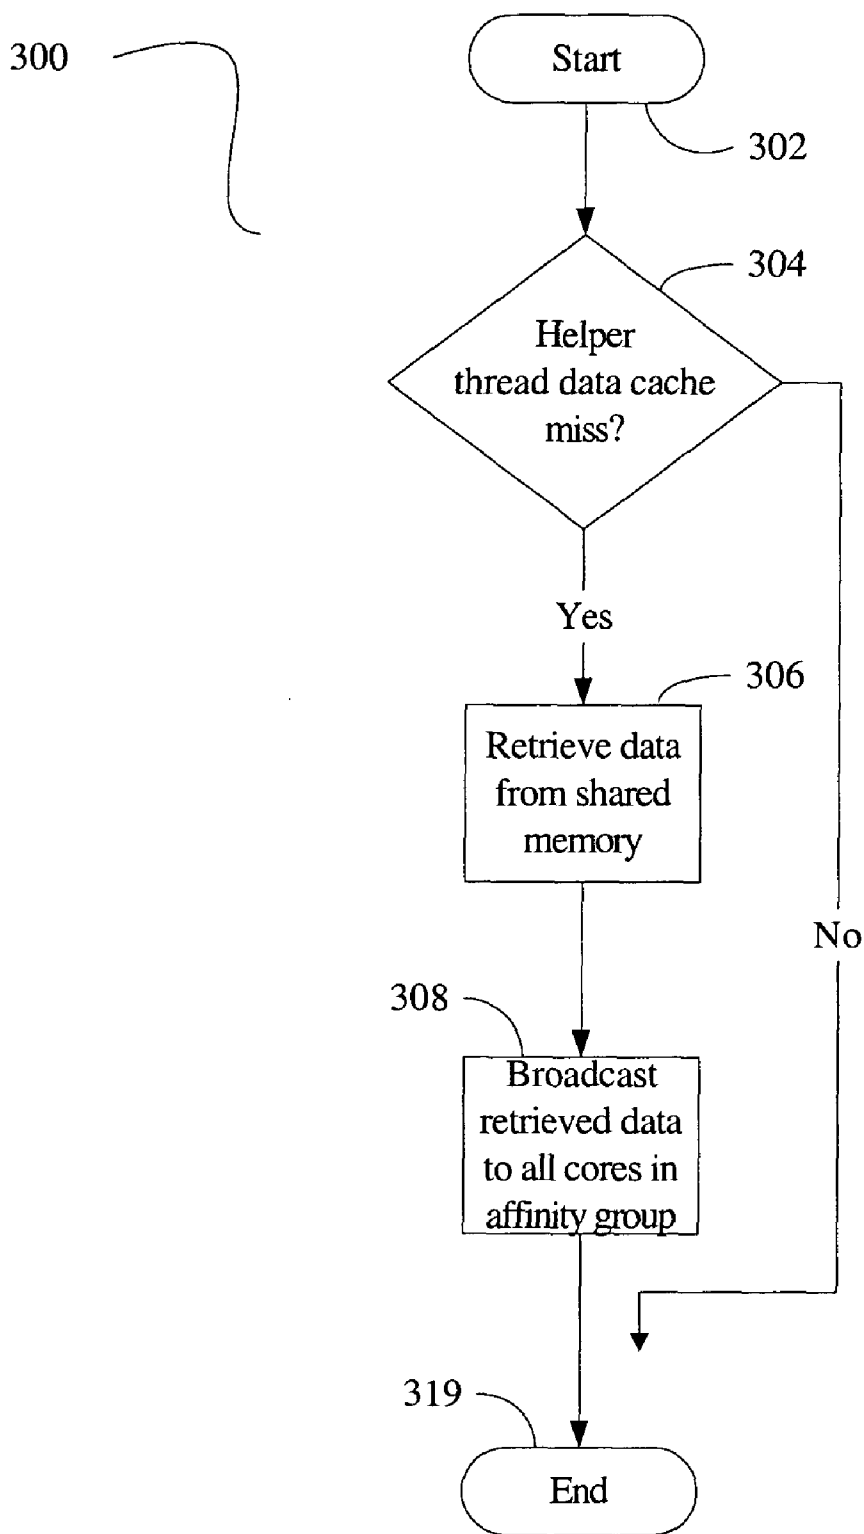 300
Start
302
304
Helper
thread data cache
miss?
Yes
306
Retrieve data
from shared
memory
No
308
Broadcast
retrieved data
to all cores in
affinity group
319
End